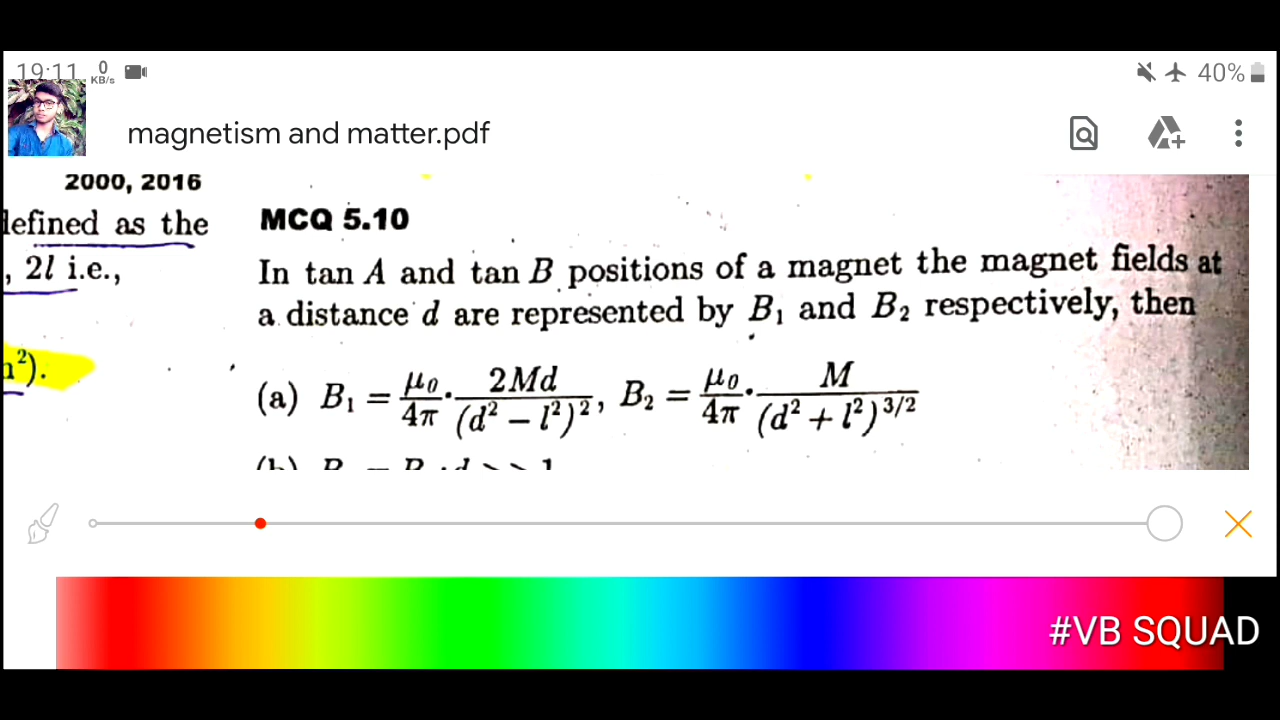 19:11 0 KB/s 40%
magnetism and matter.pdf
2000, 2016
defined as the
, 2l i.e.,
m²).
MCQ 5.10
In tan A and tan B positions of a magnet the magnet fields at
a distance d are represented by B₁ and B₂ respectively, then
(a) B₁ = μ₀/4π · 2Md/(d² – l²)², B₂ = μ₀/4π · M/(d² + l²)^3/2
#VB SQUAD